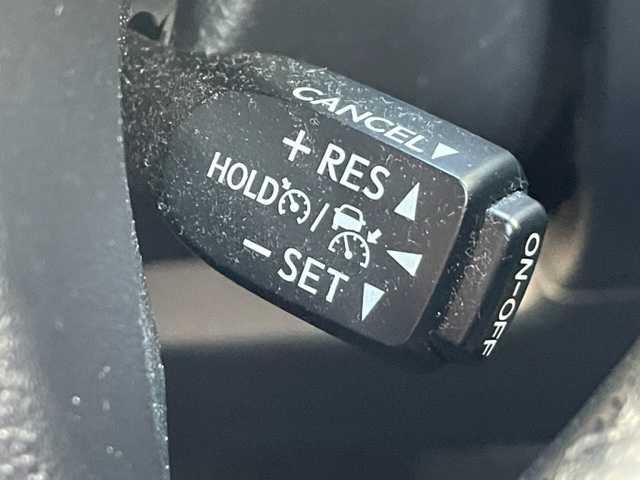 CANCEL
+ RES
HOLD /
- SET
ON-OFF